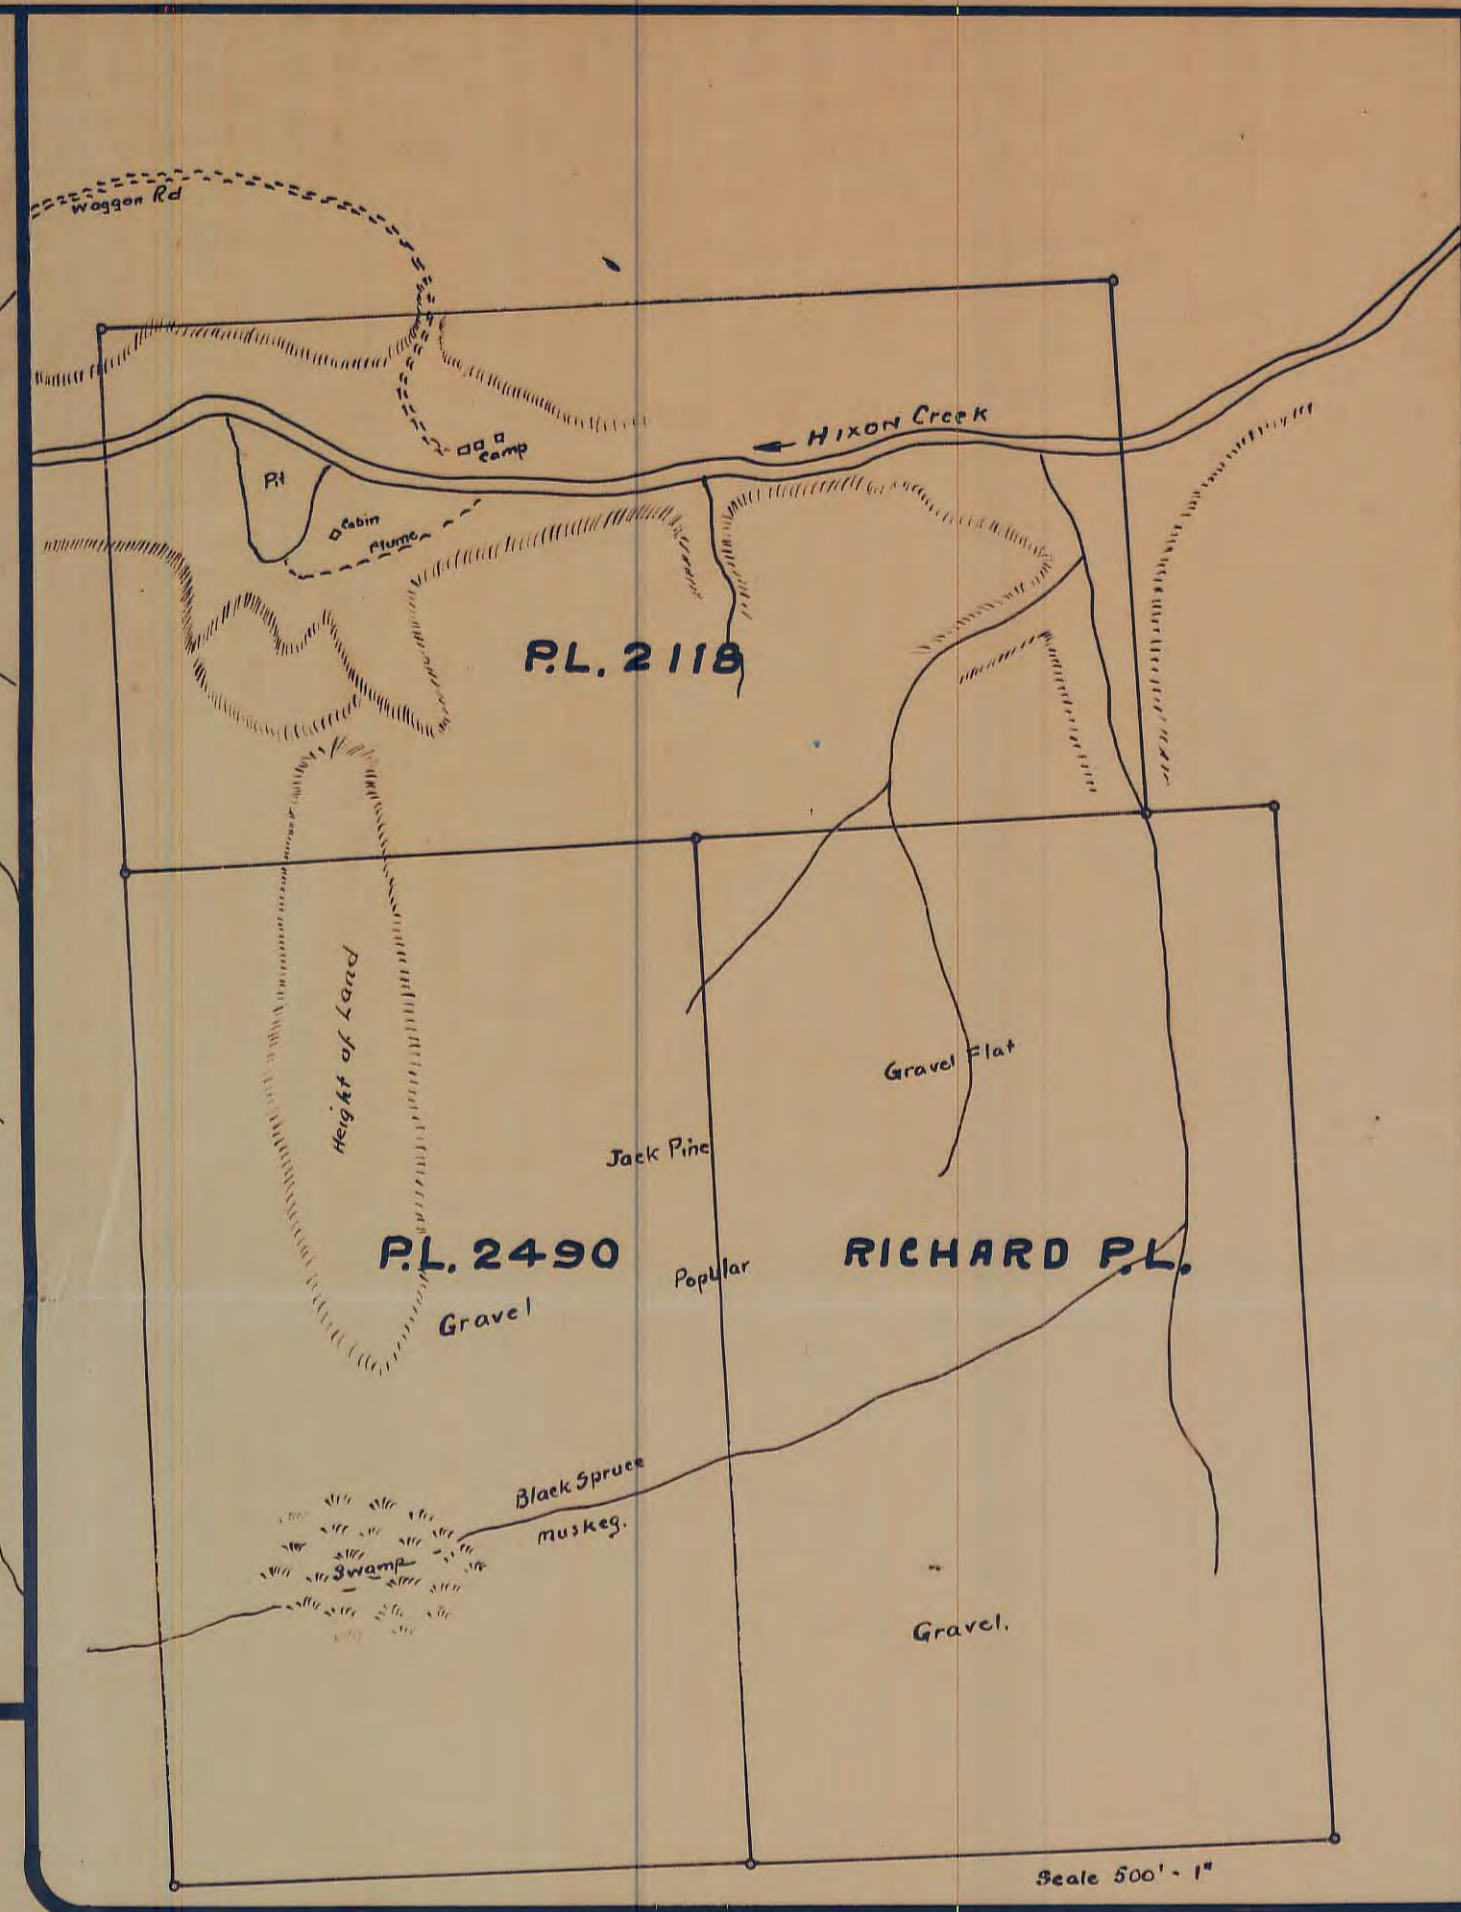 Waggon Rd
Hixon Creek
Camp
Pit
Cabin
Flume
P.L. 2118
Height of Land
Gravel Flat
Jack Pine
P.L. 2490
Popular
RICHARD P.L.
Gravel
Black Spruce
muskeg.
Swamp
Gravel.
Scale 500' - 1"